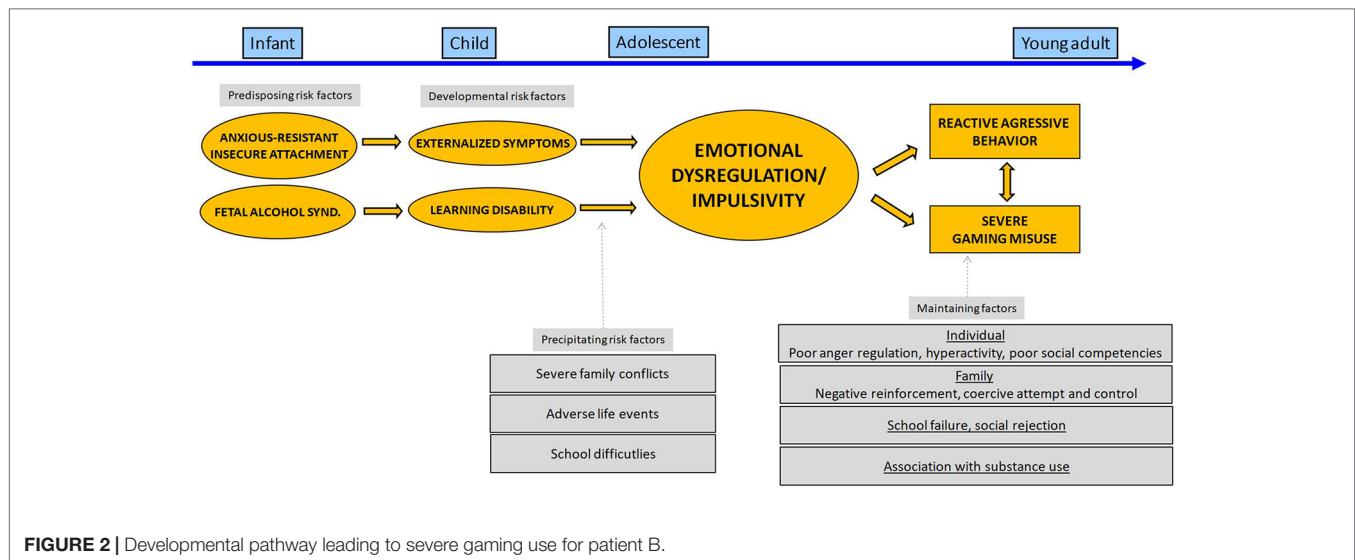 Infant
Child
Adolescent
Young adult
Predisposing risk factors
Developmental risk factors
ANXIOUS-RESISTANT
INSECURE ATTACHMENT
EXTERNALIZED SYMPTOMS
FETAL ALCOHOL SYND.
LEARNING DISABILITY
EMOTIONAL
DYSREGULATION/
IMPULSIVITY
REACTIVE AGRESSIVE
BEHAVIOR
SEVERE
GAMING MISUSE
Precipitating risk factors
Severe family conflicts
Adverse life events
School difficutlies
Maintaining factors
Individual
Poor anger regulation, hyperactivity, poor social competencies
Family
Negative reinforcement, coercive attempt and control
School failure, social rejection
Association with substance use
FIGURE 2 | Developmental pathway leading to severe gaming use for patient B.